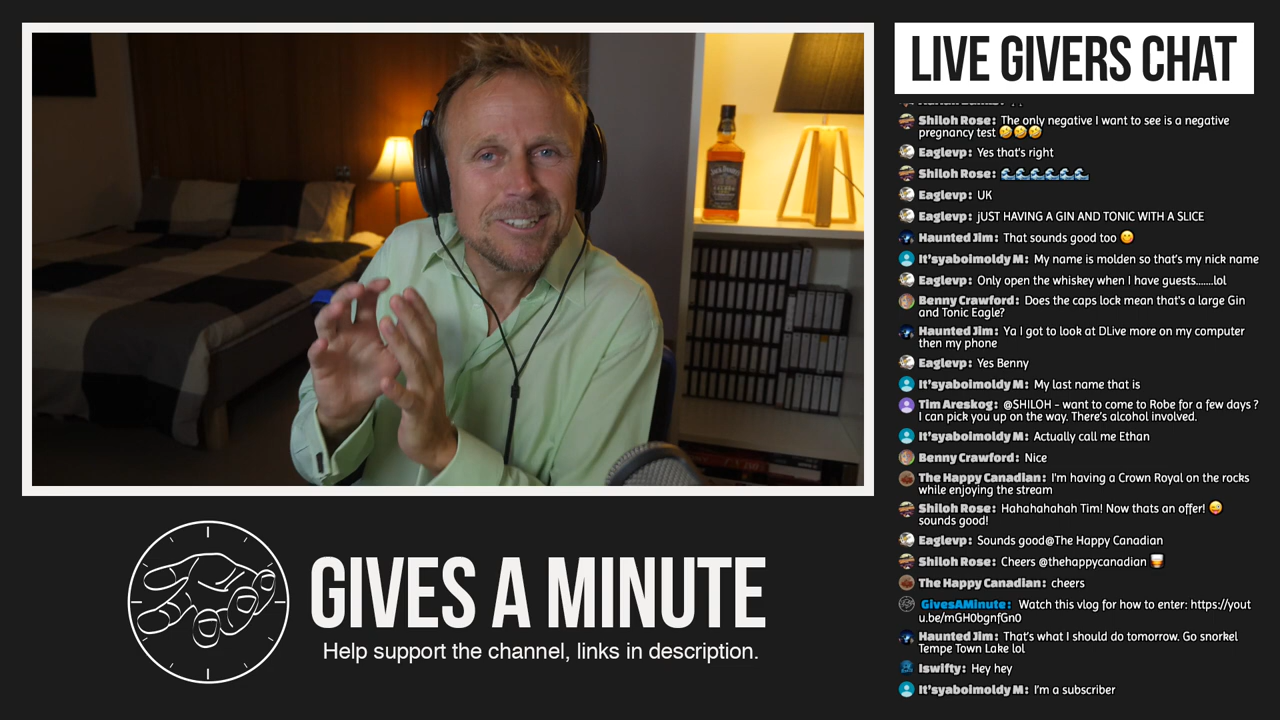 LIVE GIVERS CHAT
Shiloh Rose: The only negative I want to see is a negative
pregnancy test 🤣🤣🤣
Eaglevp: Yes that's right
Shiloh Rose: 🌊🌊🌊🌊🌊🌊
Eaglevp: UK
Eaglevp: jUST HAVING A GIN AND TONIC WITH A SLICE
Haunted Jim: That sounds good too 😋
It'syaboimoldy M: My name is molden so that's my nick name
Eaglevp: Only open the whiskey when I have guests.......lol
Benny Crawford: Does the caps lock mean that's a large Gin
and Tonic Eagle?
Haunted Jim: Ya I got to look at DLive more on my computer
then my phone
Eaglevp: Yes Benny
It'syaboimoldy M: My last name that is
Tim Areskog: @SHILOH - want to come to Robe for a few days ?
I can pick you up on the way. There's alcohol involved.
It'syaboimoldy M: Actually call me Ethan
Benny Crawford: Nice
The Happy Canadian: I'm having a Crown Royal on the rocks
while enjoying the stream
Shiloh Rose: Hahahahahah Tim! Now thats an offer! 😜
sounds good!
Eaglevp: Sounds good@The Happy Canadian
Shiloh Rose: Cheers @thehappycanadian 🥃
The Happy Canadian: cheers
GivesAMinute: Watch this vlog for how to enter: https://yout
u.be/mGH0bgnfGn0
Haunted Jim: That's what I should do tomorrow. Go snorkel
Tempe Town Lake lol
Iswifty: Hey hey
It'syaboimoldy M: I'm a subscriber
GIVES A MINUTE
Help support the channel, links in description.